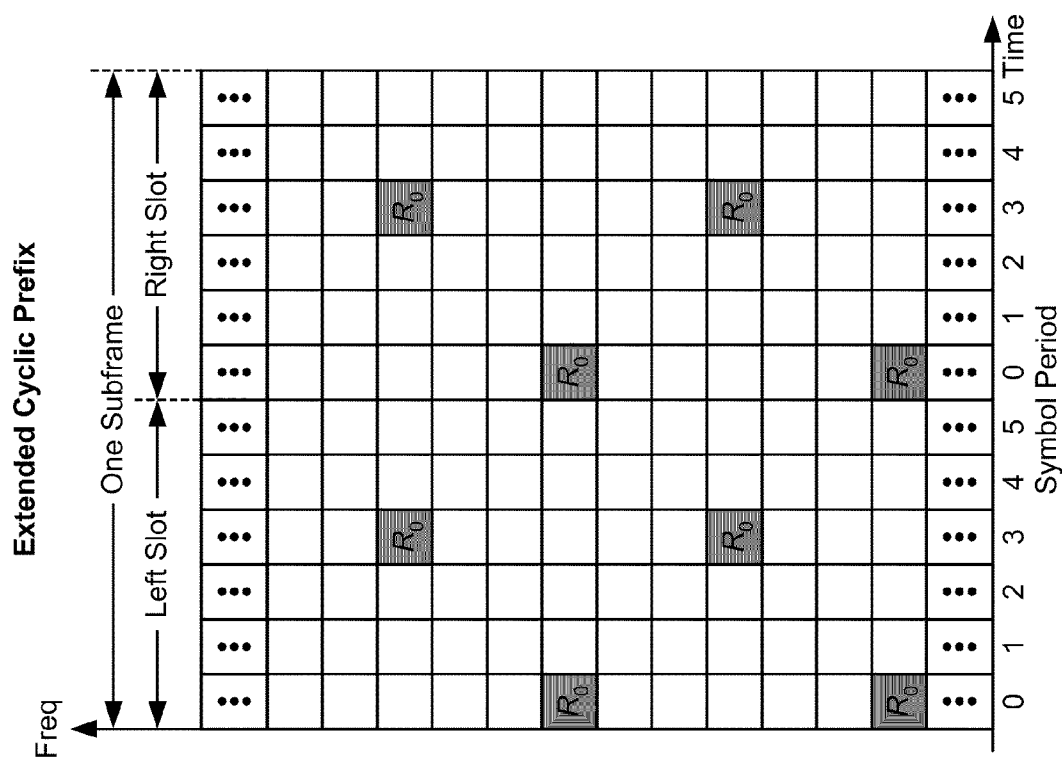 Extended Cyclic Prefix
Freq
One Subframe
Left Slot Right Slot
••• ••• ••• ••• ••• ••• ••• ••• ••• ••• ••• •••
R₀ R₀
R₀ R₀
R₀ R₀
R₀ R₀
••• ••• ••• ••• ••• ••• ••• ••• ••• ••• ••• •••
0 1 2 3 4 5 0 1 2 3 4 5 Time
Symbol Period